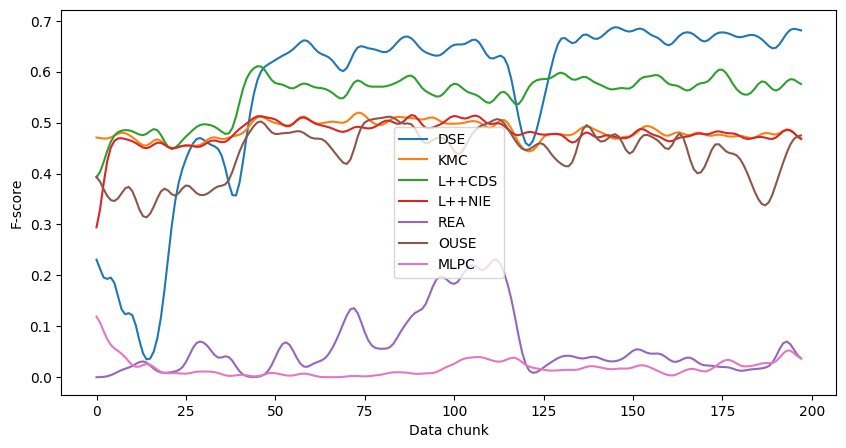 0.7
0.6
0.5
0.4
0.3
0.2
0.1
0.0
F-score
DSE
KMC
L++CDS
L++NIE
REA
OUSE
MLPC
0 25 50 75 100 125 150 175 200
Data chunk